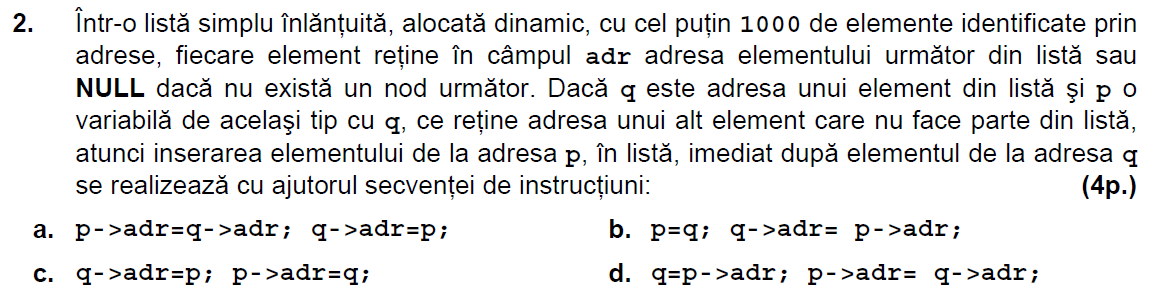 2. Într-o listă simplu înlănțuită, alocată dinamic, cu cel puțin 1000 de elemente identificate prin
adrese, fiecare element reține în câmpul adr adresa elementului următor din listă sau
NULL dacă nu există un nod următor. Dacă q este adresa unui element din listă şi p o
variabilă de acelaşi tip cu q, ce reține adresa unui alt element care nu face parte din listă,
atunci inserarea elementului de la adresa p, în listă, imediat după elementul de la adresa q
se realizează cu ajutorul secvenței de instrucțiuni: (4p.)
a. p->adr=q->adr; q->adr=p; b. p=q; q->adr= p->adr;
c. q->adr=p; p->adr=q; d. q=p->adr; p->adr= q->adr;